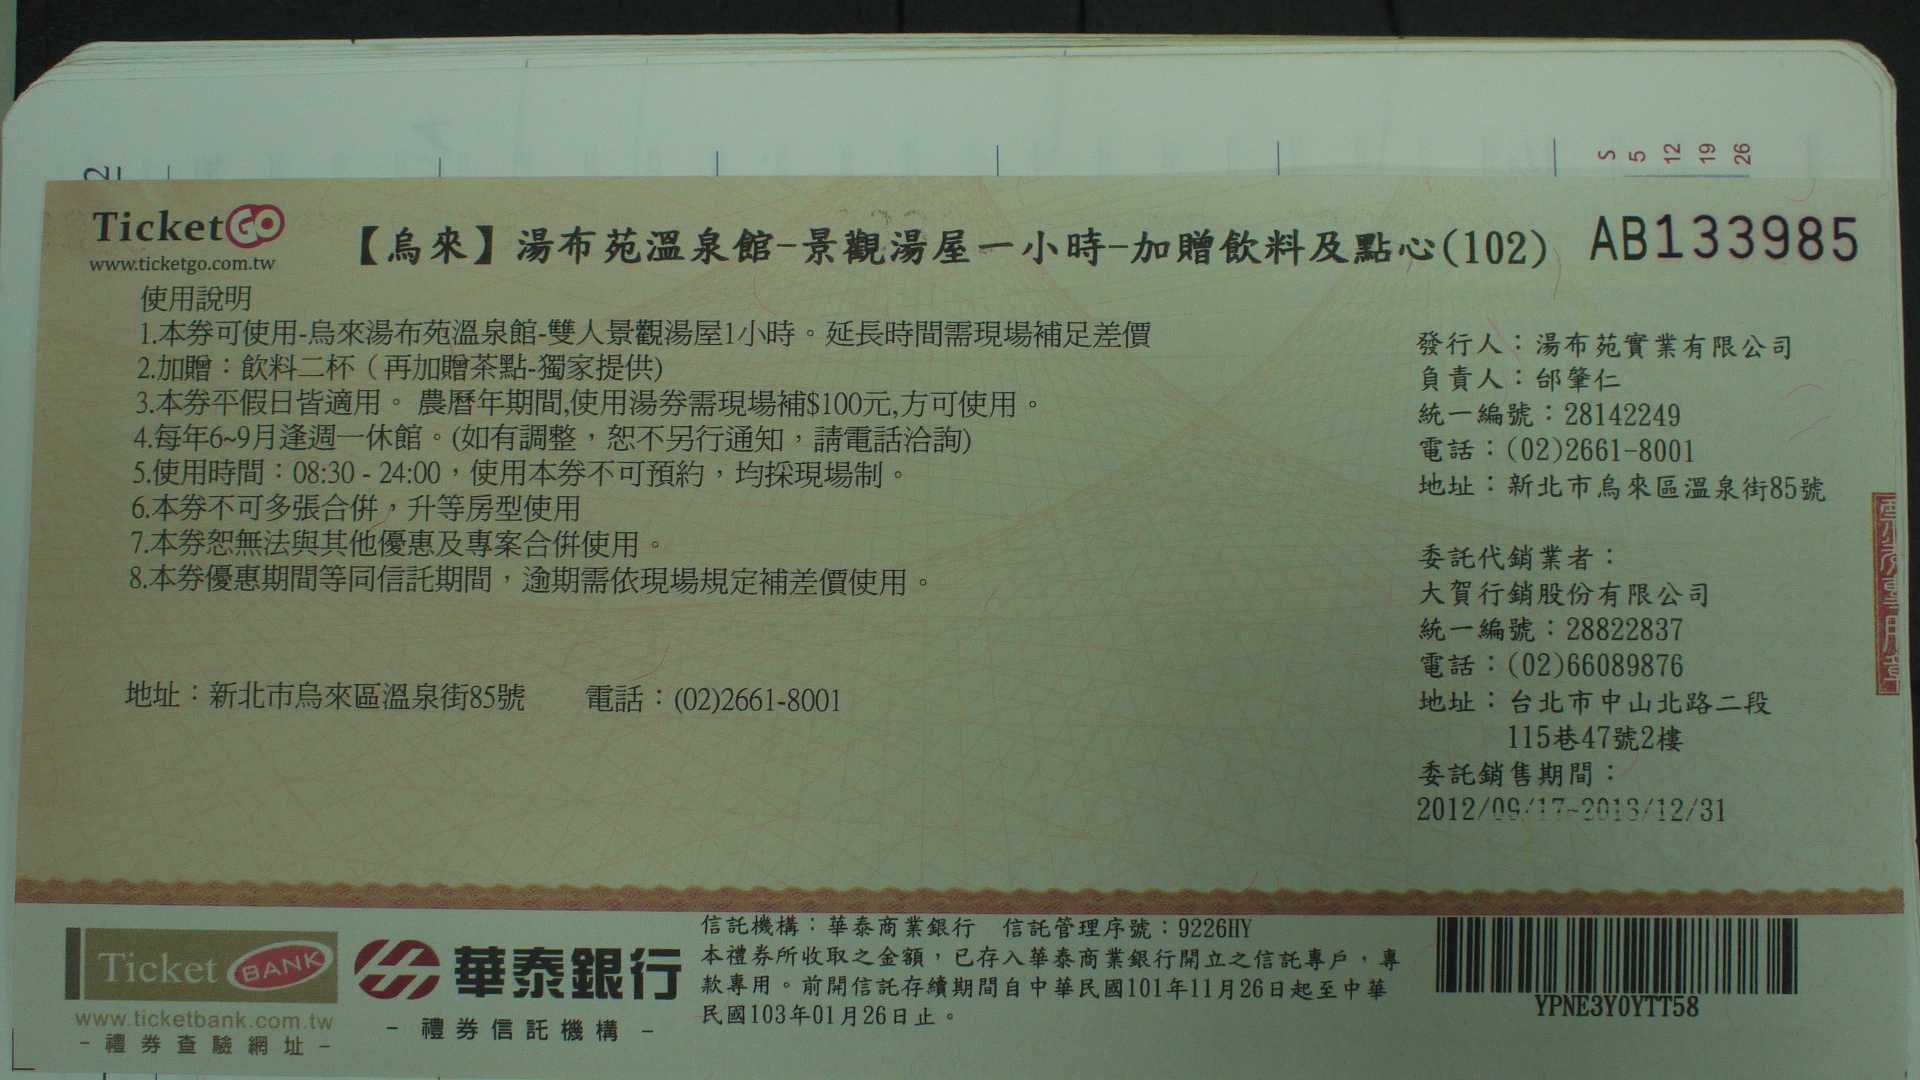 S 5 12 19 26
2
TicketGO
www.ticketgo.com.tw
【烏來】湯布苑溫泉館-景觀湯屋一小時-加贈飲料及點心(102)
AB133985
使用說明
1.本券可使用-烏來湯布苑溫泉館-雙人景觀湯屋1小時。延長時間需現場補足差價
2.加贈：飲料二杯（再加贈茶點-獨家提供)
3.本券平假日皆適用。 農曆年期間,使用湯券需現場補$100元,方可使用。
4.每年6~9月逢週一休館。(如有調整，恕不另行通知，請電話洽詢)
5.使用時間：08:30 - 24:00，使用本券不可預約，均採現場制。
6.本券不可多張合併，升等房型使用
7.本券恕無法與其他優惠及專案合併使用。
8.本券優惠期間等同信託期間，逾期需依現場規定補差價使用。
地址：新北市烏來區溫泉街85號 電話：(02)2661-8001
發行人：湯布苑實業有限公司
負責人：邰肇仁
統一編號：28142249
電話：(02)2661-8001
地址：新北市烏來區溫泉街85號
委託代銷業者：
大賀行銷股份有限公司
統一編號：28822837
電話：(02)66089876
地址：台北市中山北路二段
115巷47號2樓
委託銷售期間：
2012/09/17~2013/12/31
Ticket BANK
www.ticketbank.com.tw
-禮券查驗網址-
華泰銀行
-禮券信託機構-
信託機構：華泰商業銀行 信託管理序號：9226HY
本禮券所收取之金額，已存入華泰商業銀行開立之信託專戶，專
款專用。前開信託存續期間自中華民國101年11月26日起至中華
民國103年01月26日止。
YPNE3Y0YTT58